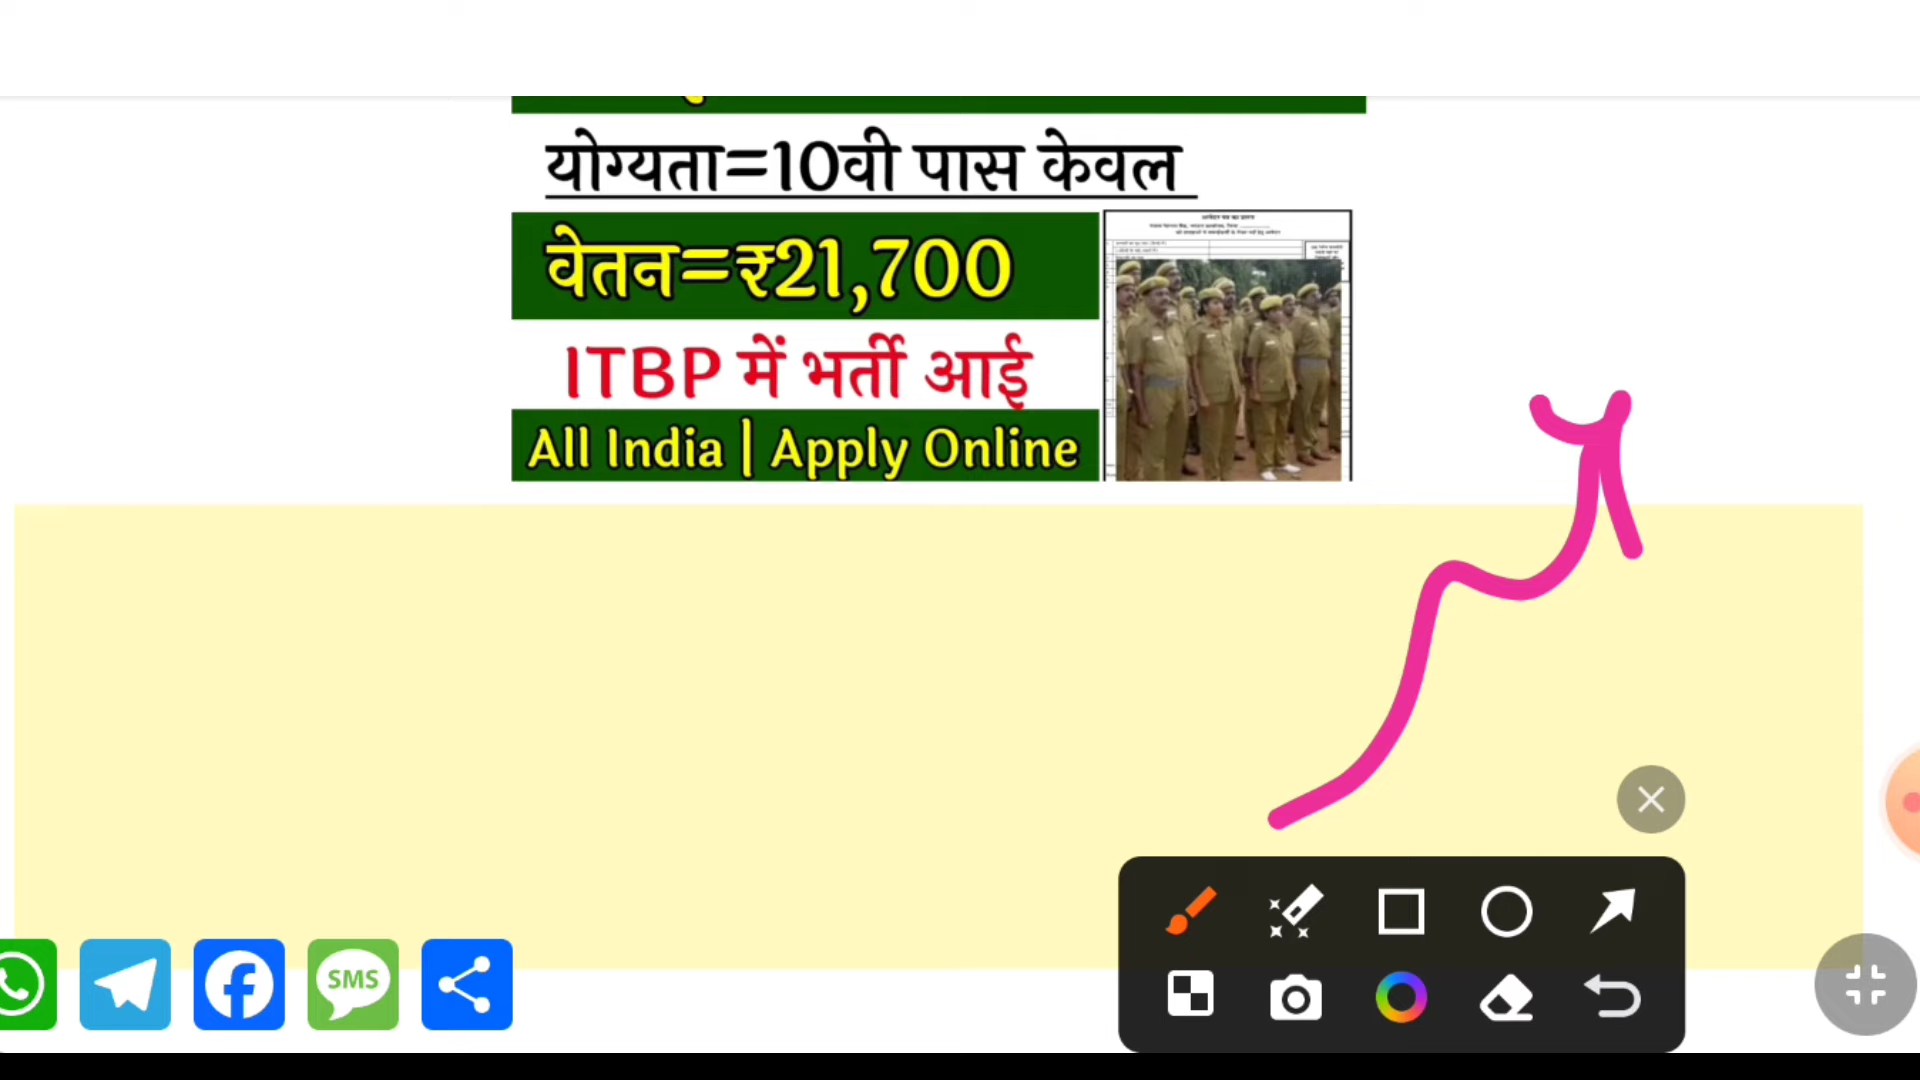 योग्यता=10वी पास केवल
वेतन=₹21,700
ITBP में भर्ती आई
All India | Apply Online
SMS